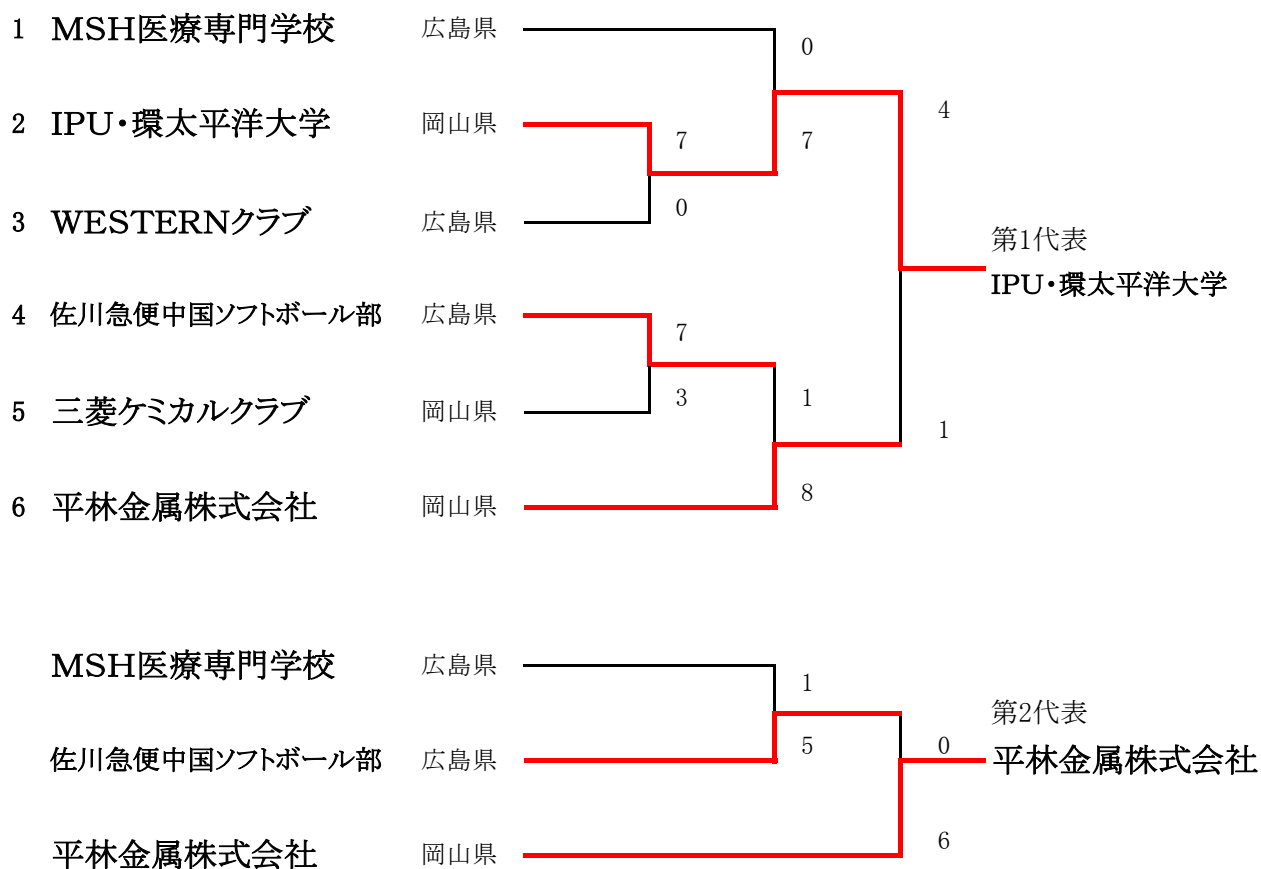 1 MSH医療専門学校 広島県
0
4
2 IPU・環太平洋大学 岡山県
7
7
0
3 WESTERNクラブ 広島県
第1代表
IPU・環太平洋大学
4 佐川急便中国ソフトボール部 広島県
7
3
1
5 三菱ケミカルクラブ 岡山県
1
8
6 平林金属株式会社 岡山県
MSH医療専門学校 広島県
1
第2代表
佐川急便中国ソフトボール部 広島県
5
0
平林金属株式会社
6
平林金属株式会社 岡山県